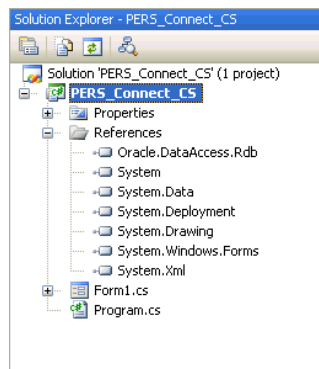 Solution Explorer - PERS_Connect_CS
Solution 'PERS_Connect_CS' (1 project)
PERS_Connect_CS
Properties
References
Oracle.DataAccess.Rdb
System
System.Data
System.Deployment
System.Drawing
System.Windows.Forms
System.Xml
Form1.cs
Program.cs